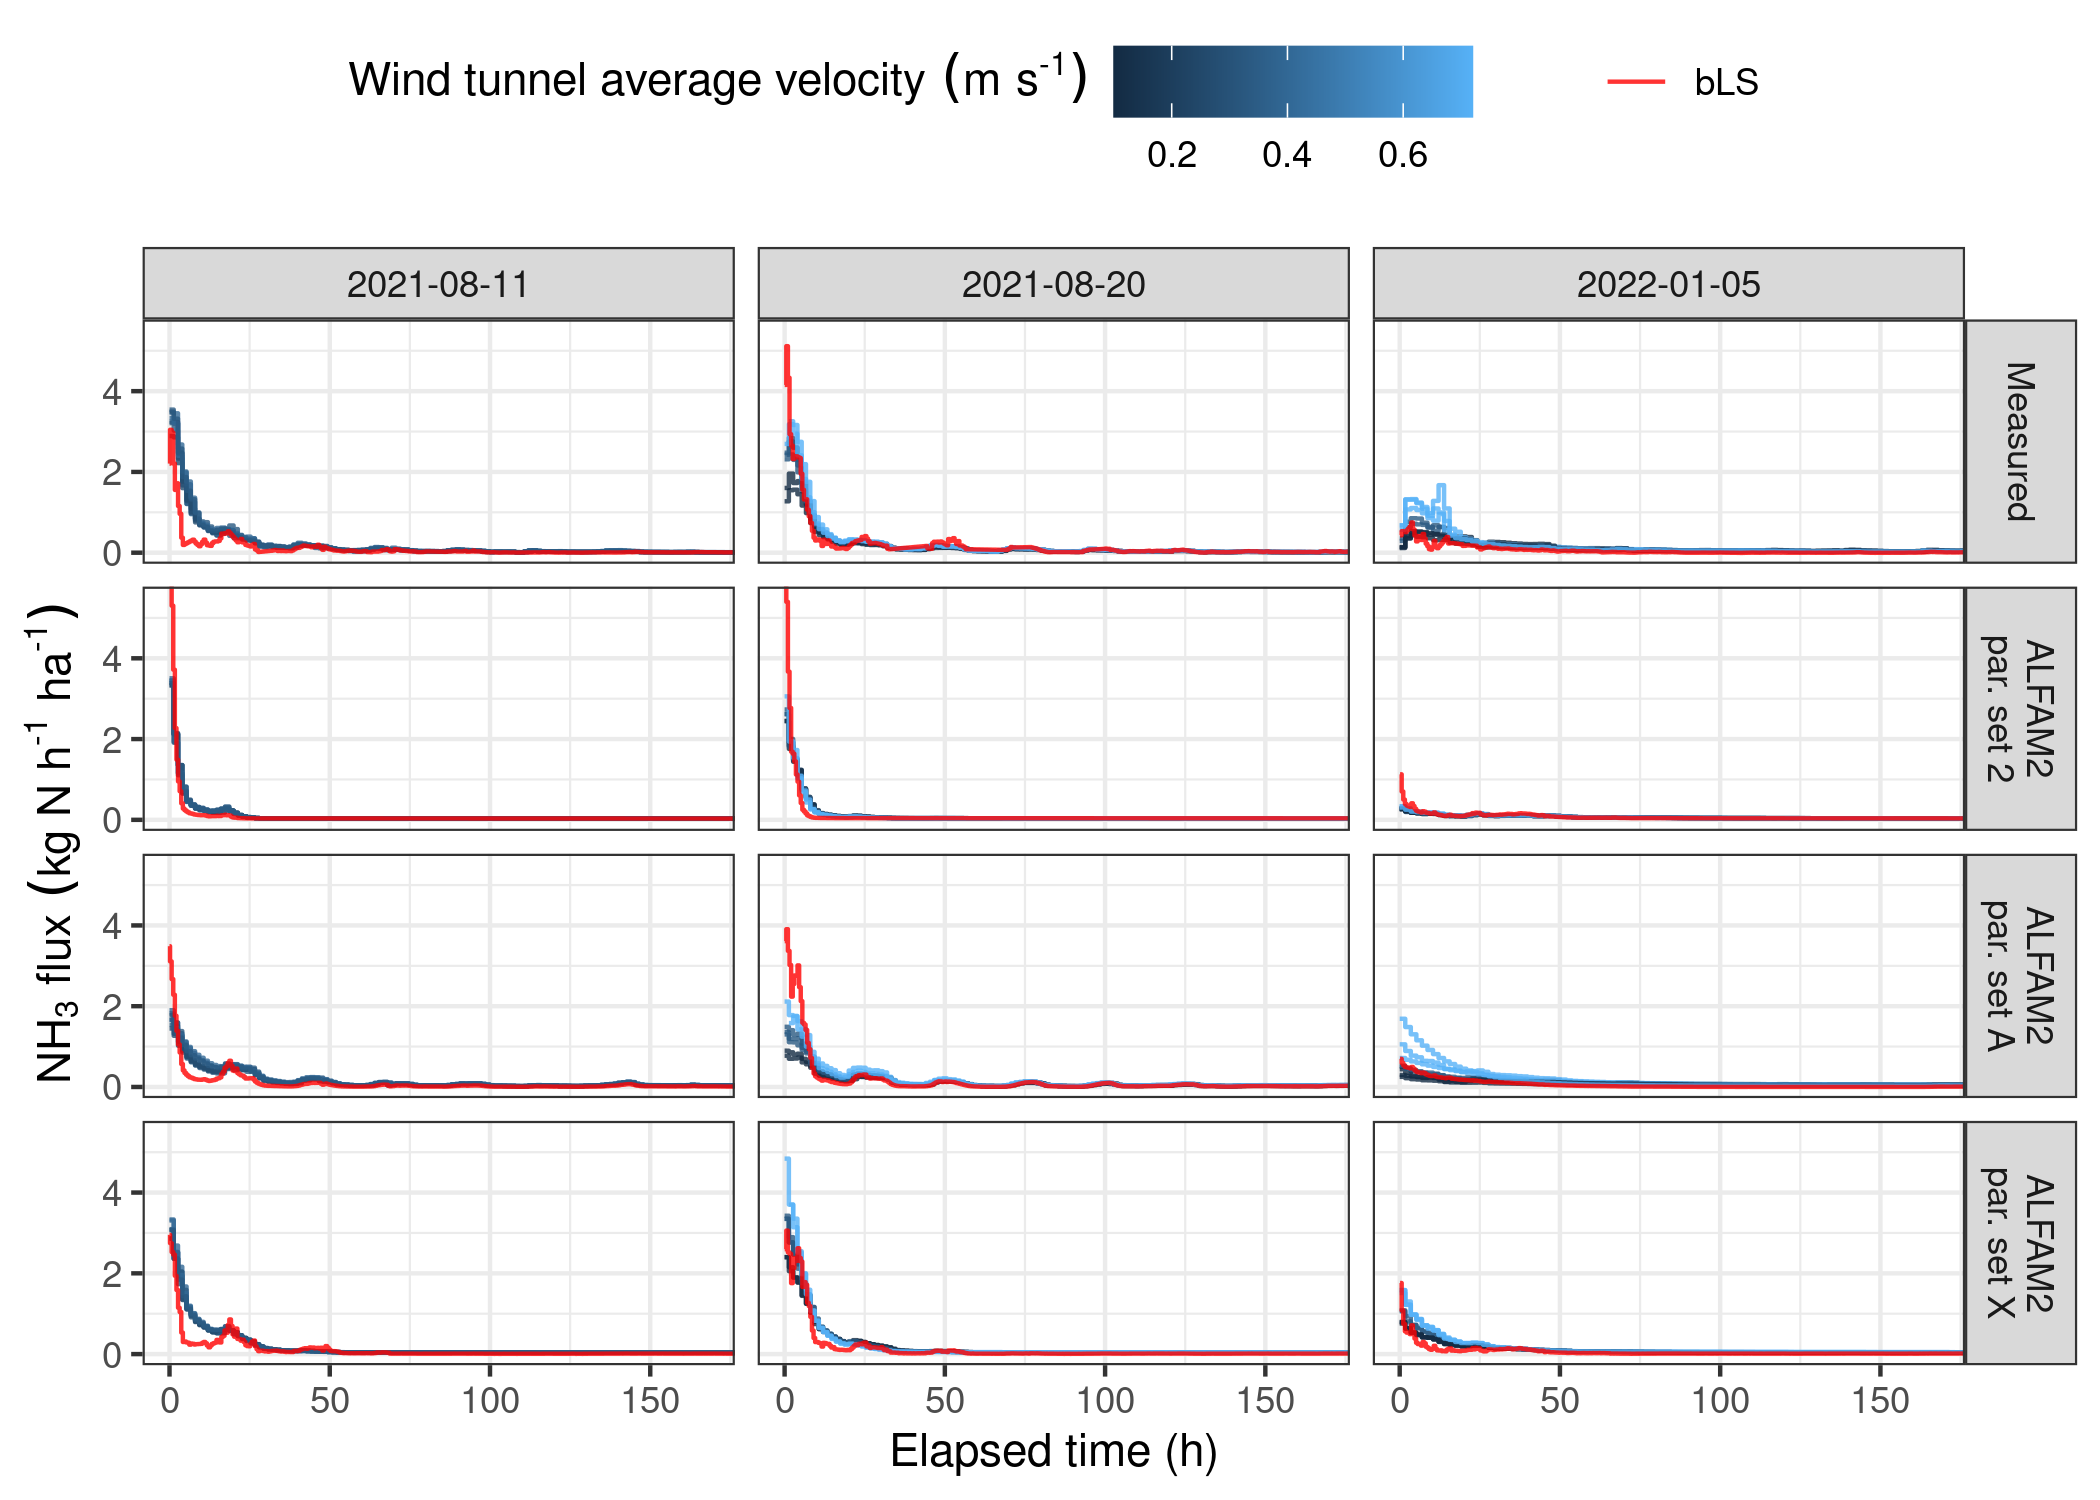 Wind tunnel average velocity (m s⁻¹)
0.2 0.4 0.6
bLS
2021-08-11 2021-08-20 2022-01-05
NH₃ flux (kg N h⁻¹ ha⁻¹)
4
2
0
Measured
4
2
0
ALFAM2
par. set 2
4
2
0
ALFAM2
par. set A
4
2
0
ALFAM2
par. set X
0 50 100 150 0 50 100 150 0 50 100 150
Elapsed time (h)